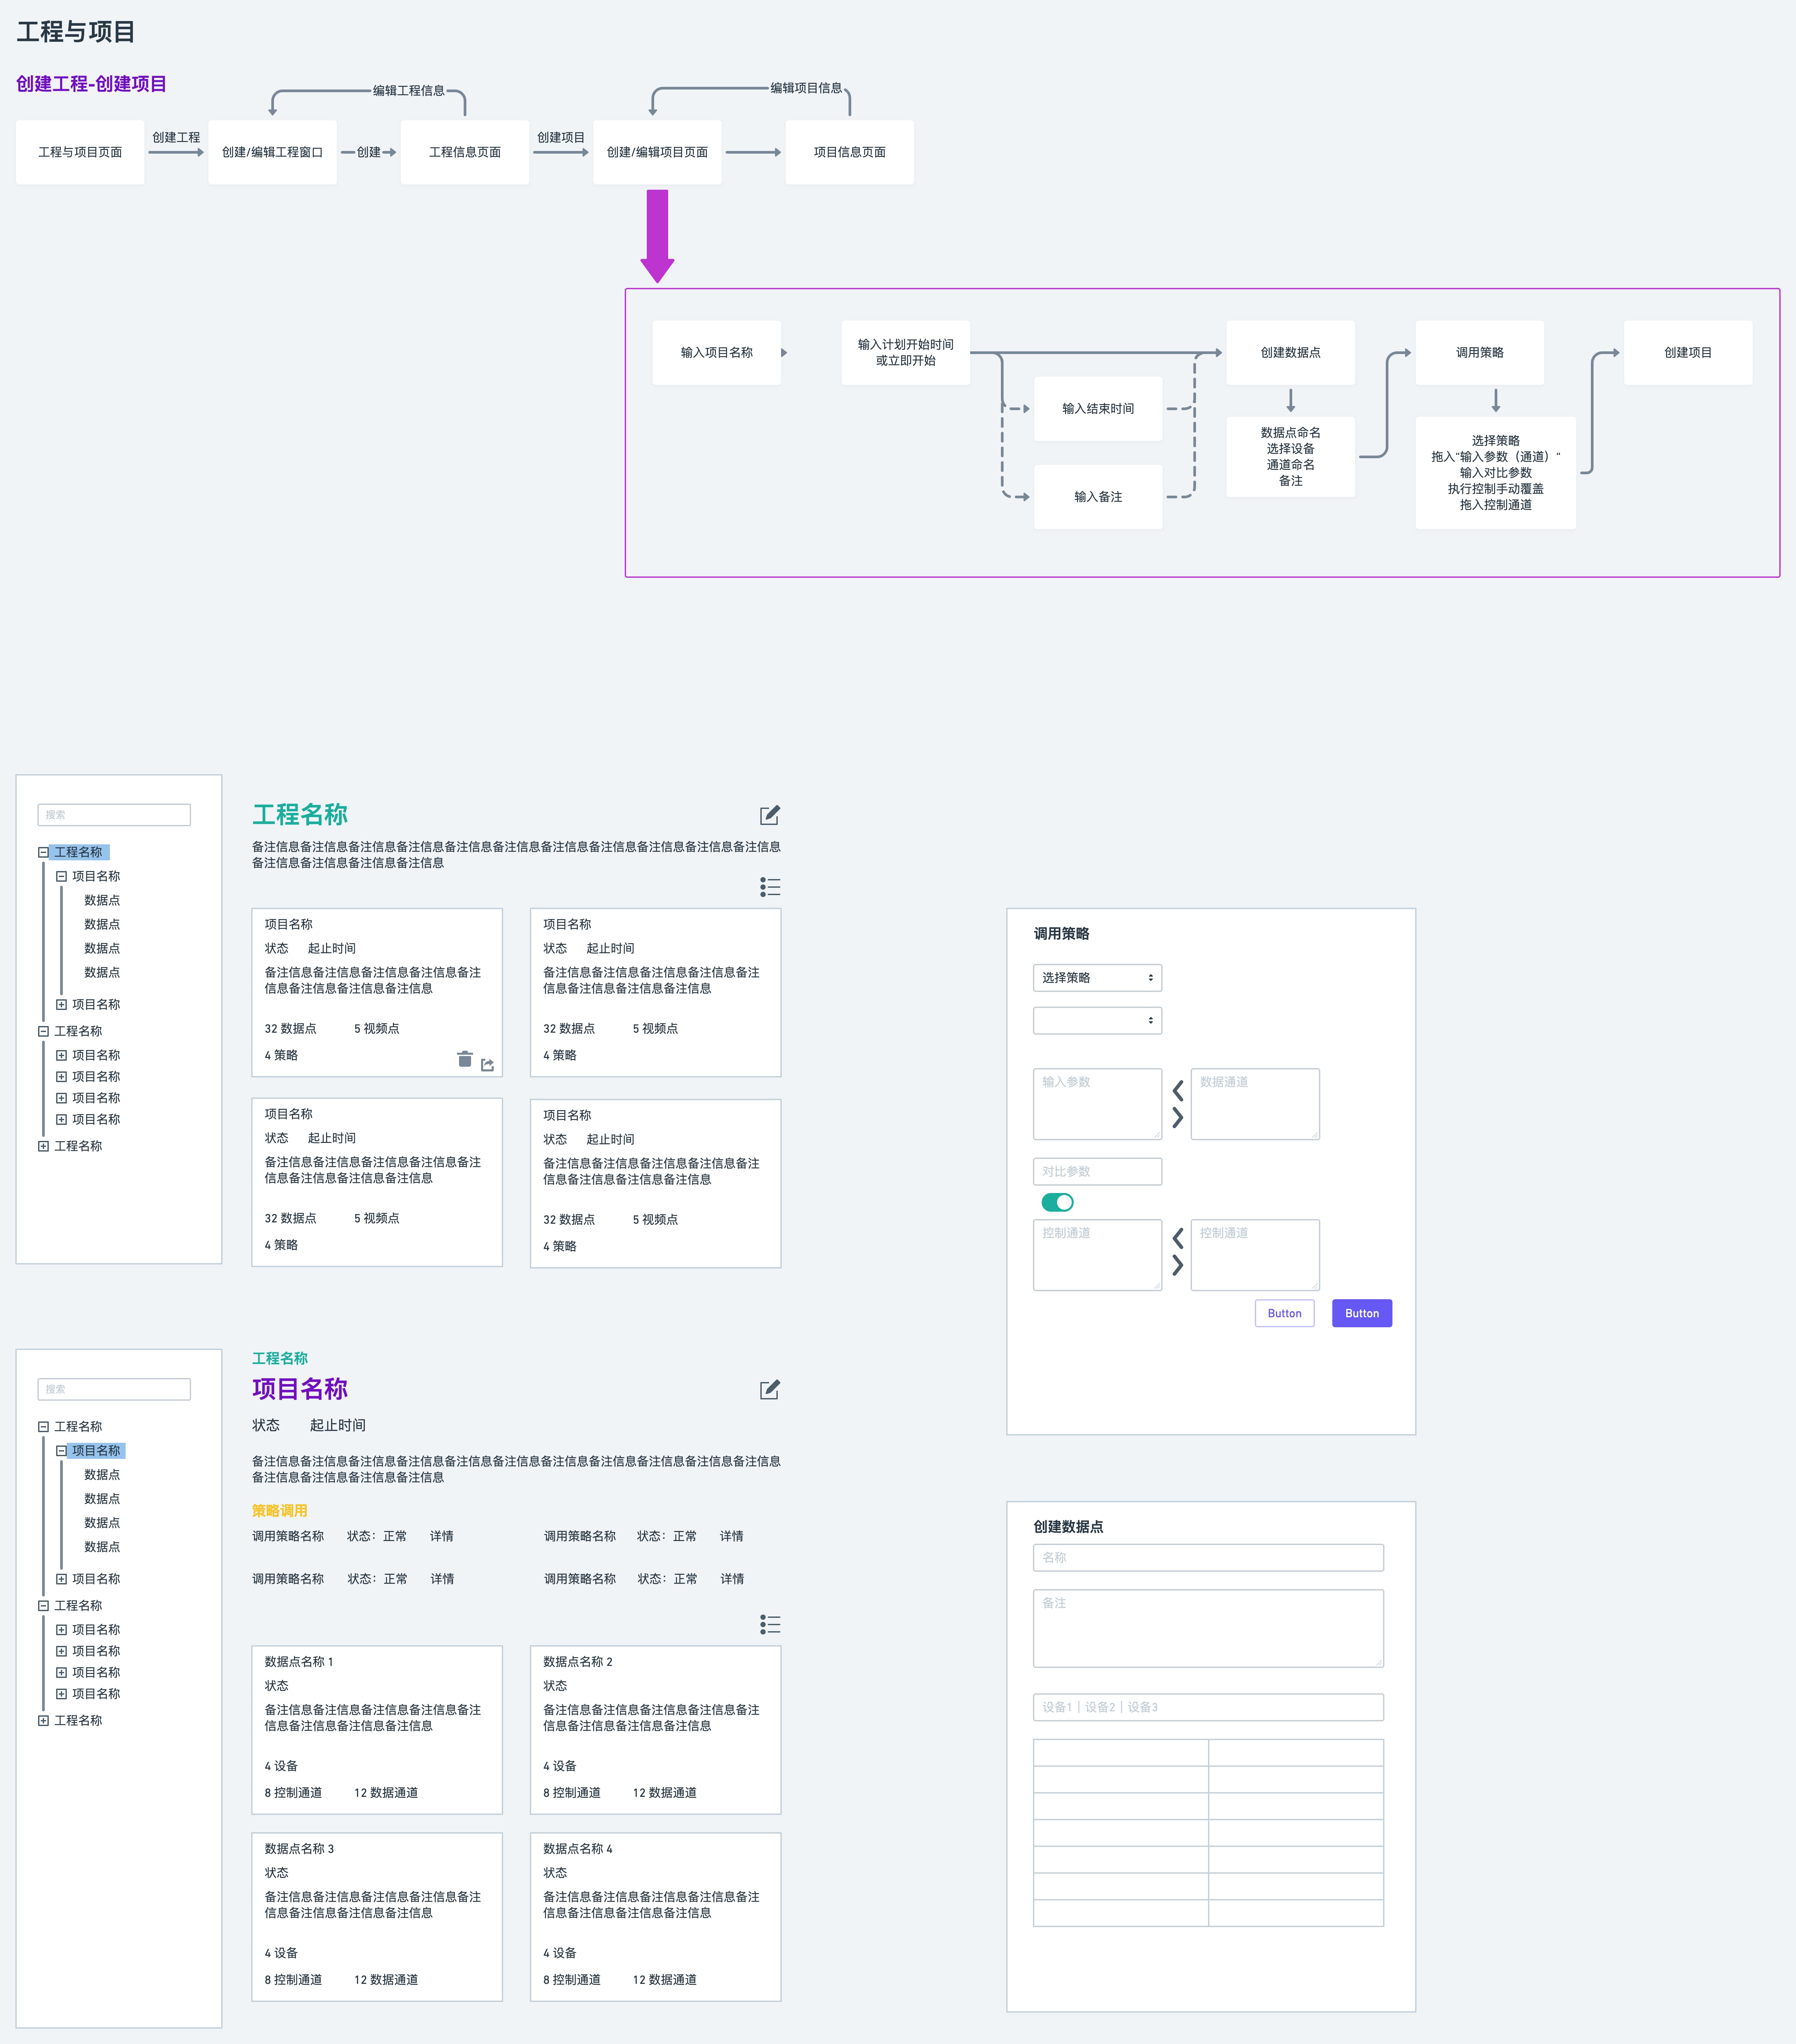 工程与项目
创建工程-创建项目
编辑工程信息
编辑项目信息
工程与项目页面
创建工程
创建/编辑工程窗口
创建
工程信息页面
创建项目
创建/编辑项目页面
项目信息页面
输入项目名称
输入计划开始时间
或立即开始
输入结束时间
输入备注
创建数据点
数据点命名
选择设备
通道命名
备注
调用策略
选择策略
拖入“输入参数（通道）“
输入对比参数
执行控制手动覆盖
拖入控制通道
创建项目
搜索
工程名称
项目名称
数据点
数据点
数据点
数据点
项目名称
工程名称
项目名称
项目名称
项目名称
项目名称
工程名称
工程名称
备注信息备注信息备注信息备注信息备注信息备注信息备注信息备注信息备注信息备注信息备注信息
备注信息备注信息备注信息备注信息
项目名称
状态 起止时间
备注信息备注信息备注信息备注信息备注
信息备注信息备注信息备注信息
32 数据点 5 视频点
4 策略
项目名称
状态 起止时间
备注信息备注信息备注信息备注信息备注
信息备注信息备注信息备注信息
32 数据点 5 视频点
4 策略
项目名称
状态 起止时间
备注信息备注信息备注信息备注信息备注
信息备注信息备注信息备注信息
32 数据点 5 视频点
4 策略
项目名称
状态 起止时间
备注信息备注信息备注信息备注信息备注
信息备注信息备注信息备注信息
32 数据点 5 视频点
4 策略
调用策略
选择策略
输入参数
数据通道
对比参数
控制通道
控制通道
Button
Button
搜索
工程名称
项目名称
数据点
数据点
数据点
数据点
项目名称
工程名称
项目名称
项目名称
项目名称
项目名称
工程名称
工程名称
项目名称
状态 起止时间
备注信息备注信息备注信息备注信息备注信息备注信息备注信息备注信息备注信息备注信息备注信息
备注信息备注信息备注信息备注信息
策略调用
调用策略名称 状态：正常 详情
调用策略名称 状态：正常 详情
调用策略名称 状态：正常 详情
调用策略名称 状态：正常 详情
数据点名称 1
状态
备注信息备注信息备注信息备注信息备注
信息备注信息备注信息备注信息
4 设备
8 控制通道 12 数据通道
数据点名称 2
状态
备注信息备注信息备注信息备注信息备注
信息备注信息备注信息备注信息
4 设备
8 控制通道 12 数据通道
数据点名称 3
状态
备注信息备注信息备注信息备注信息备注
信息备注信息备注信息备注信息
4 设备
8 控制通道 12 数据通道
数据点名称 4
状态
备注信息备注信息备注信息备注信息备注
信息备注信息备注信息备注信息
4 设备
8 控制通道 12 数据通道
创建数据点
名称
备注
设备1｜设备2｜设备3